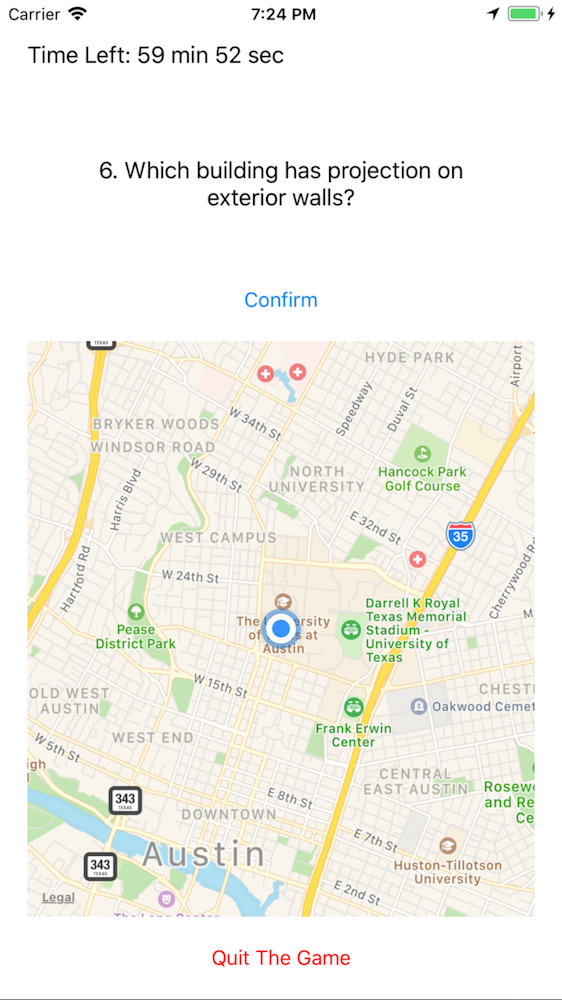 Carrier
7:24 PM
Time Left: 59 min 52 sec
6. Which building has projection on
exterior walls?
Confirm
TEXAS
HYDE PARK
Airport
Speedway
Duval St
BRYKER WOODS
W 34th St
WINDSOR ROAD
W 29th St
NORTH
UNIVERSITY
Hancock Park
Golf Course
Harris Blvd
E 32nd St
35
WEST CAMPUS
Cherrywood R
Hartford Rd
W 24th St
The University
of Texas at
Austin
Darrell K Royal
Texas Memorial
Stadium -
University of
Texas
M
Pease
District Park
W 15th St
OLD WEST
AUSTIN
CHEST
Oakwood Cemet
Frank Erwin
Center
WEST END
W 5th St
igh
rd
CENTRAL
EAST AUSTIN
Rosew
and Re
Ce
343
TEXAS
E 8th St
DOWNTOWN
E 7th St
Austin
343
TEXAS
Huston-Tillotson
University
E 2nd St
Legal
The Long Center
Quit The Game